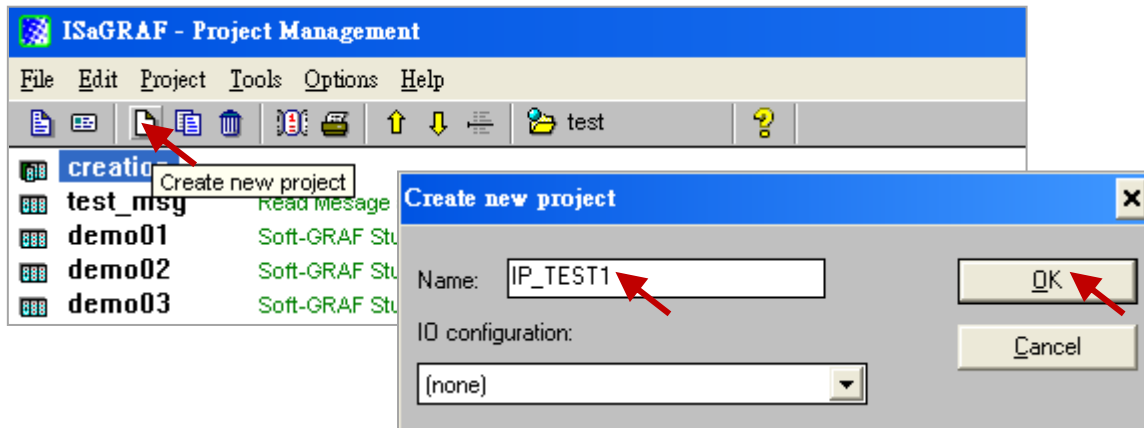 ISaGRAF - Project Management
File Edit Project Tools Options Help
test
Create new project
creation
test_msg Read Message
demo01 Soft-GRAF Stu
demo02 Soft-GRAF Stu
demo03 Soft-GRAF Stu
Create new project
Name: IP_TEST1
OK
IO configuration:
Cancel
(none)